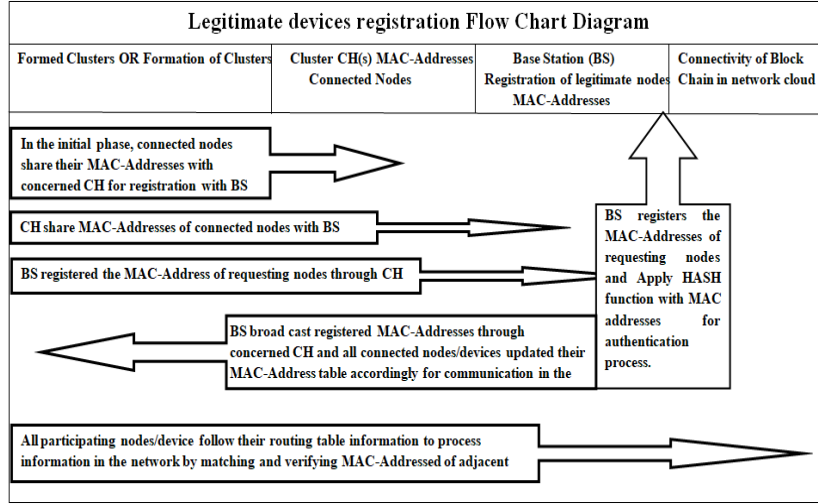 Legitimate devices registration Flow Chart Diagram
Formed Clusters OR Formation of Clusters
Cluster CH(s) MAC-Addresses
Connected Nodes
Base Station (BS)
Registration of legitimate nodes
MAC-Addresses
Connectivity of Block
Chain in network cloud
In the initial phase, connected nodes
share their MAC-Addresses with
concerned CH for registration with BS
CH share MAC-Addresses of connected nodes with BS
BS registered the MAC-Address of requesting nodes through CH
BS registers the
MAC-Addresses of
requesting nodes
and Apply HASH
function with MAC
addresses for
authentication
process.
BS broad cast registered MAC-Addresses through
concerned CH and all connected nodes/devices updated their
MAC-Address table accordingly for communication in the
All participating nodes/device follow their routing table information to process
information in the network by matching and verifying MAC-Addressed of adjacent